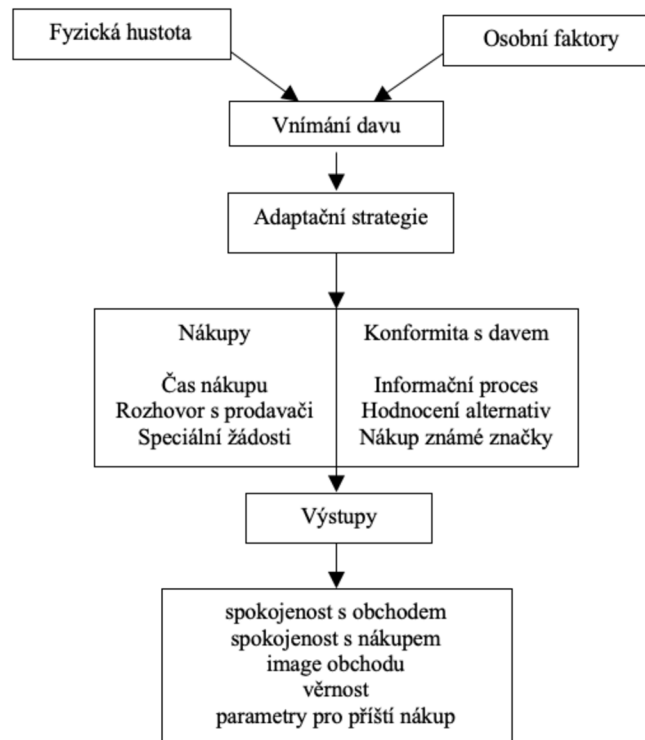 Fyzická hustota
Osobní faktory
Vnímání davu
Adaptační strategie
Nákupy
Čas nákupu
Rozhovor s prodavači
Speciální žádosti
Konformita s davem
Informační proces
Hodnocení alternativ
Nákup známé značky
Výstupy
spokojenost s obchodem
spokojenost s nákupem
image obchodu
věrnost
parametry pro příští nákup